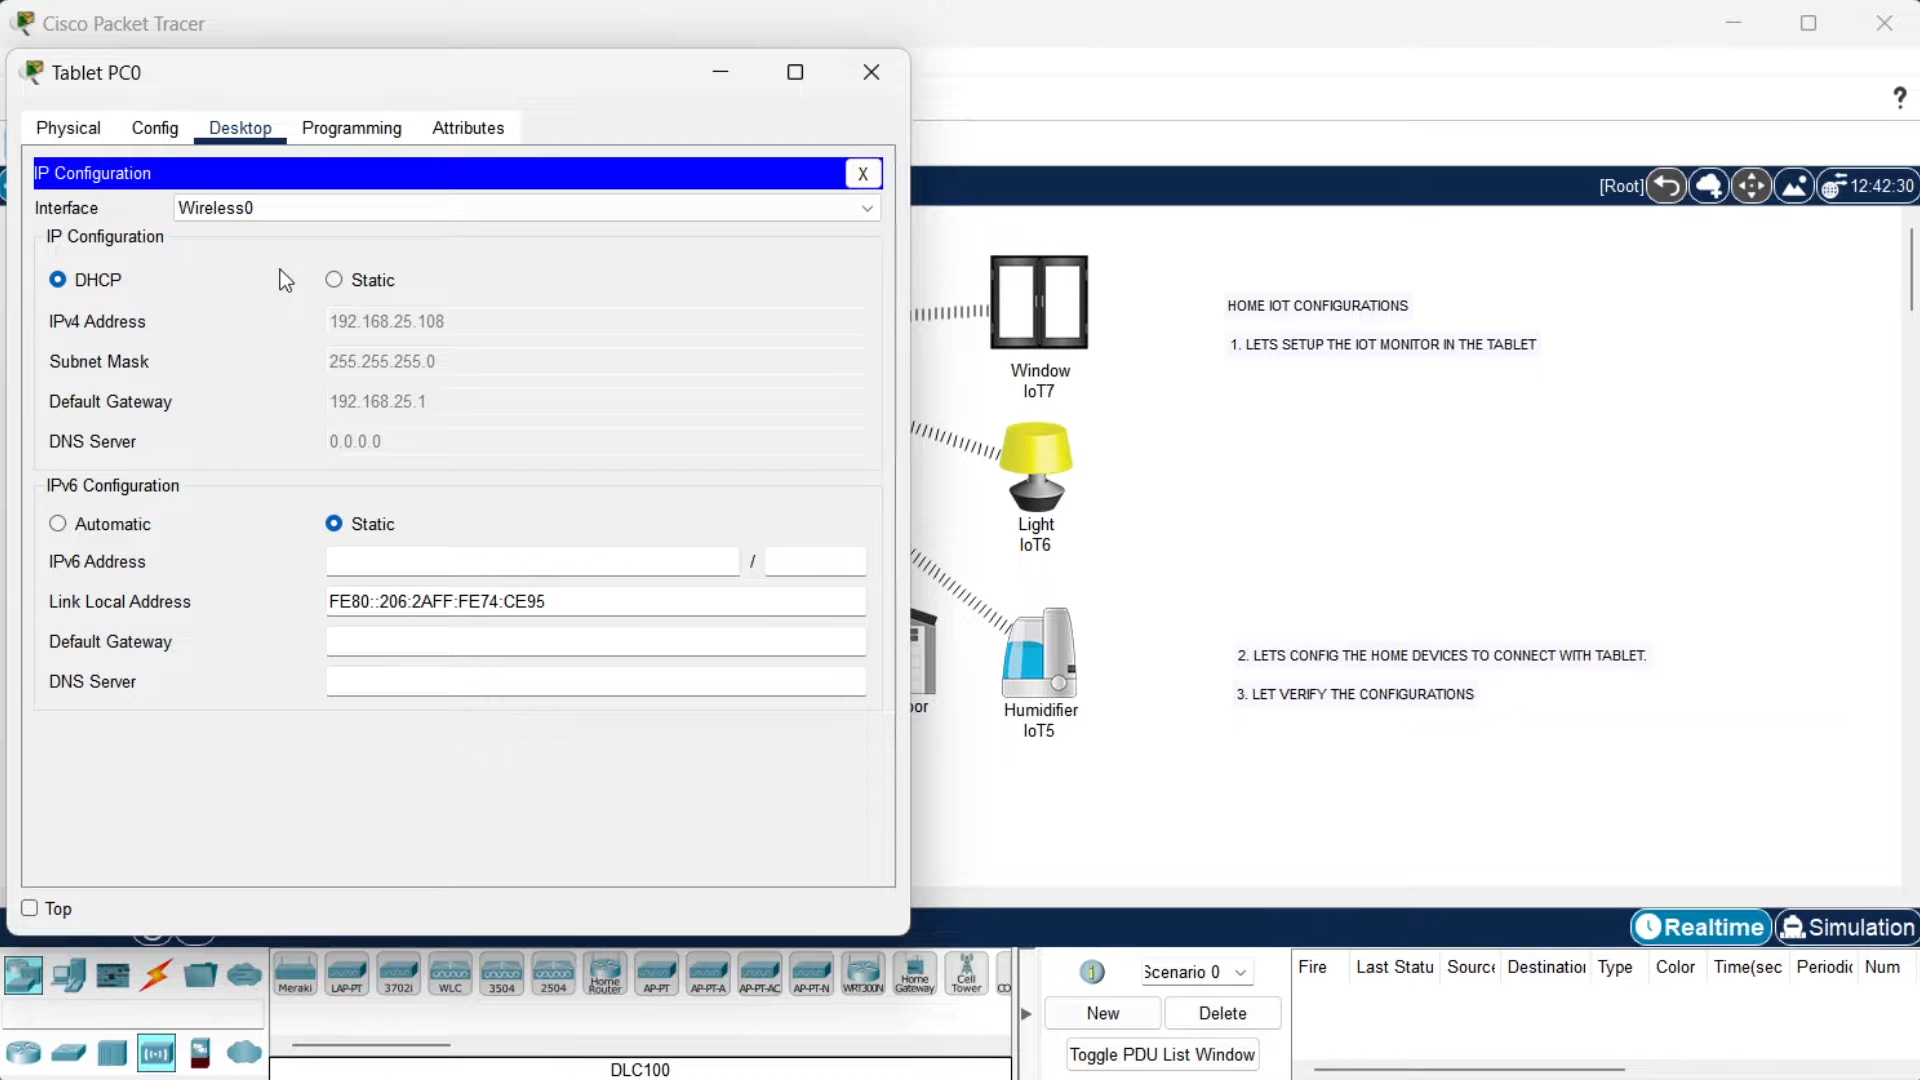 Cisco Packet Tracer
Tablet PC0
Physical Config Desktop Programming Attributes
IP Configuration X
Interface Wireless0
IP Configuration
DHCP Static
IPv4 Address 192.168.25.108
Subnet Mask 255.255.255.0
Default Gateway 192.168.25.1
DNS Server 0.0.0.0
IPv6 Configuration
Automatic Static
IPv6 Address /
Link Local Address FE80::206:2AFF:FE74:CE95
Default Gateway
DNS Server
Top
?
[Root] 12:42:30
Window
IoT7
Light
IoT6
oor
Humidifier
IoT5
HOME IOT CONFIGURATIONS
1. LETS SETUP THE IOT MONITOR IN THE TABLET
2. LETS CONFIG THE HOME DEVICES TO CONNECT WITH TABLET.
3. LET VERIFY THE CONFIGURATIONS
Realtime Simulation
Meraki LAP-PT 3702i WLC 3504 2504 Home Router AP-PT AP-PT-A AP-PT-AC AP-PT-N WRT300N Home Gateway Cell Tower CO
DLC100
Scenario 0
New Delete
Toggle PDU List Window
Fire Last Statu Source Destination Type Color Time(sec Periodic Num